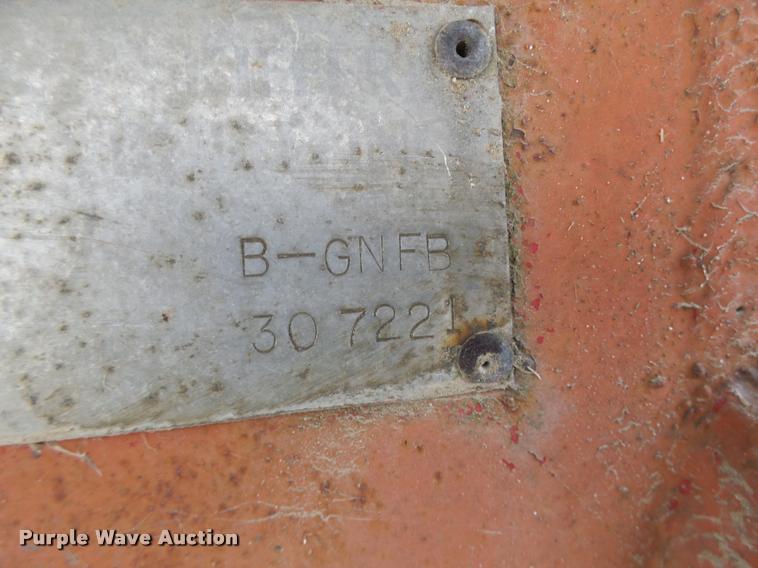 B-GNFB
307221
Purple Wave Auction